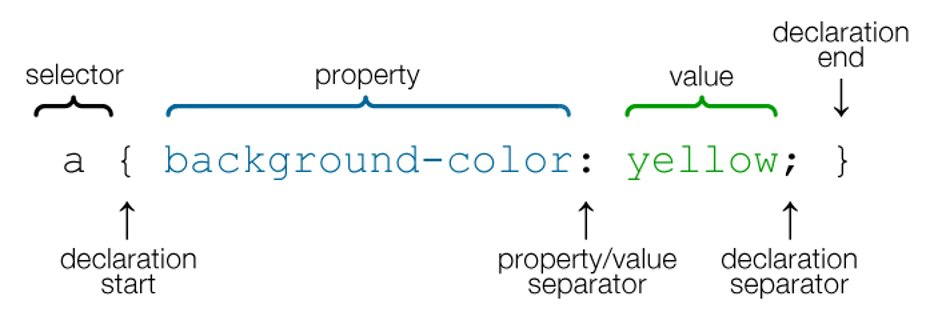 declaration
end
selector
property
value
a { background-color: yellow; }
declaration
start
property/value
separator
declaration
separator